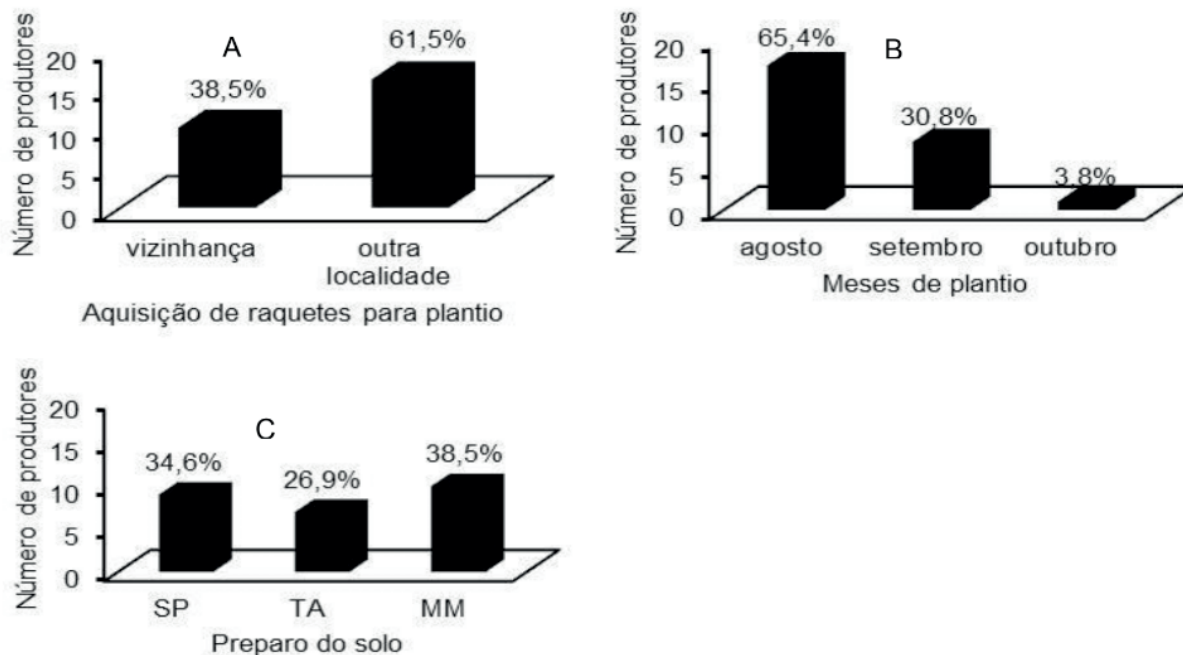 A
Número de produtores
20
15
10
5
0
38,5%
61,5%
vizinhança
outra
localidade
Aquisição de raquetes para plantio
B
Número de produtores
20
15
10
5
0
65,4%
30,8%
3,8%
agosto
setembro
outubro
Meses de plantio
C
Número de produtores
20
15
10
5
0
34,6%
26,9%
38,5%
SP
TA
MM
Preparo do solo